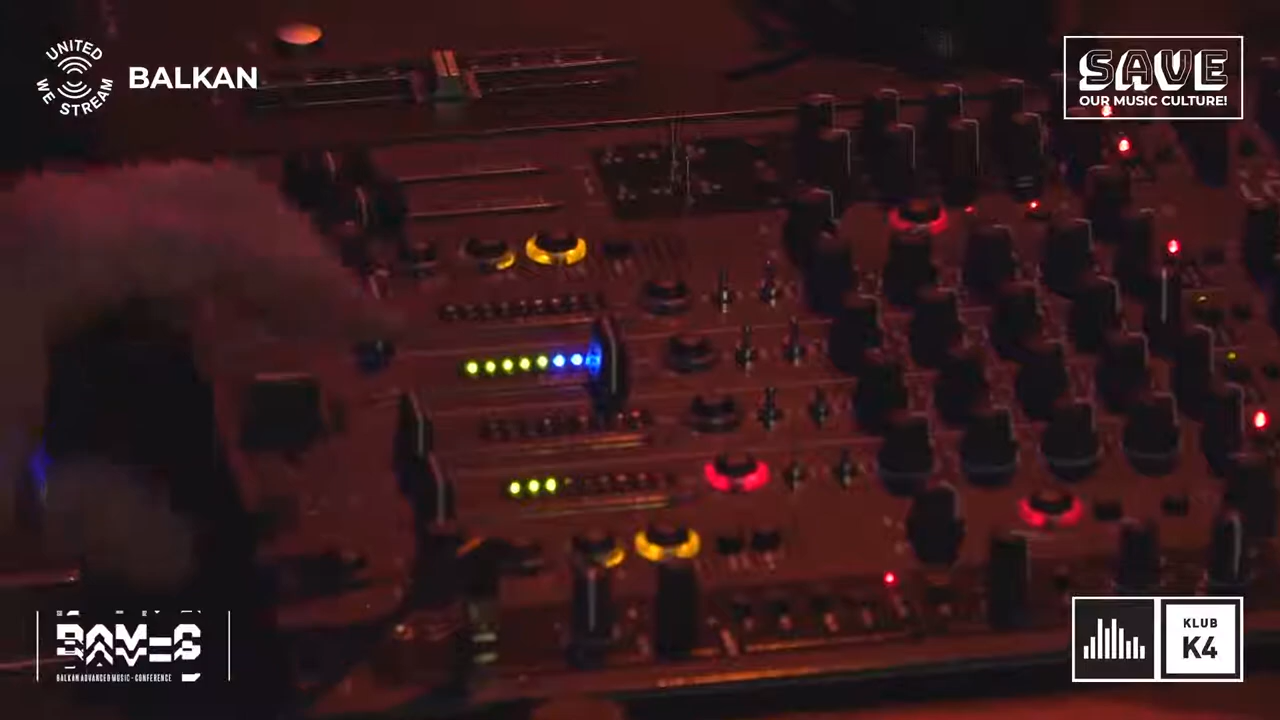 UNITED
WE STREAM
BALKAN
SAVE
OUR MUSIC CULTURE!
BALKAN ADVANCED MUSIC - CONFERENCE
KLUB
K4